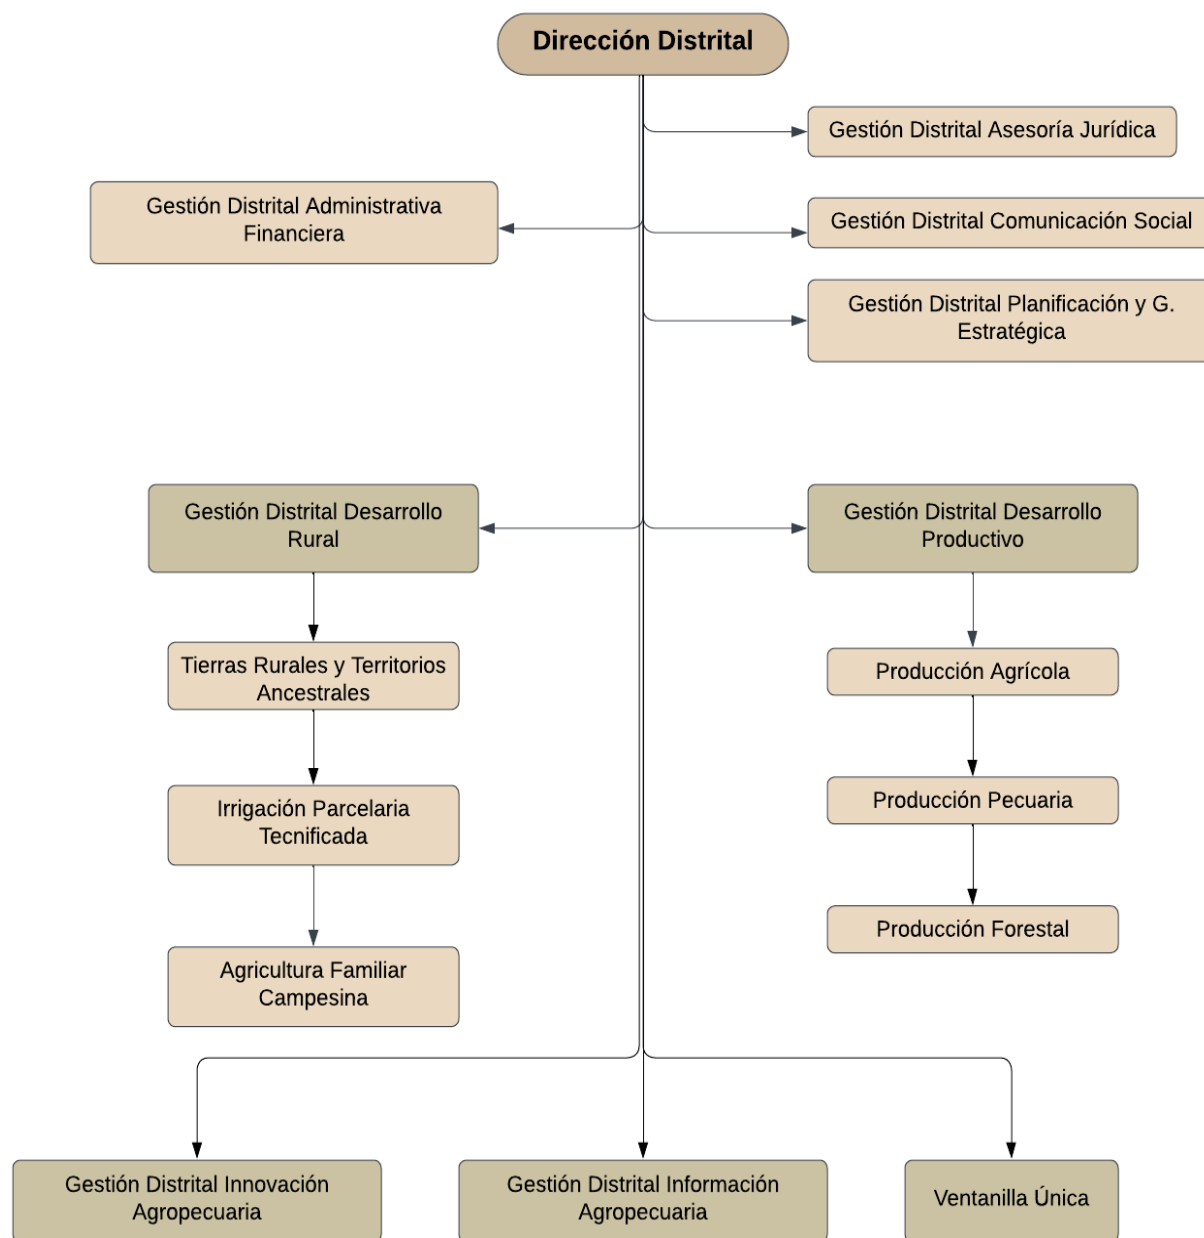 Dirección Distrital
Gestión Distrital Asesoría Jurídica
Gestión Distrital Administrativa
Financiera
Gestión Distrital Comunicación Social
Gestión Distrital Planificación y G.
Estratégica
Gestión Distrital Desarrollo
Rural
Gestión Distrital Desarrollo
Productivo
Tierras Rurales y Territorios
Ancestrales
Producción Agrícola
Irrigación Parcelaria
Tecnificada
Producción Pecuaria
Agricultura Familiar
Campesina
Producción Forestal
Gestión Distrital Innovación
Agropecuaria
Gestión Distrital Información
Agropecuaria
Ventanilla Única